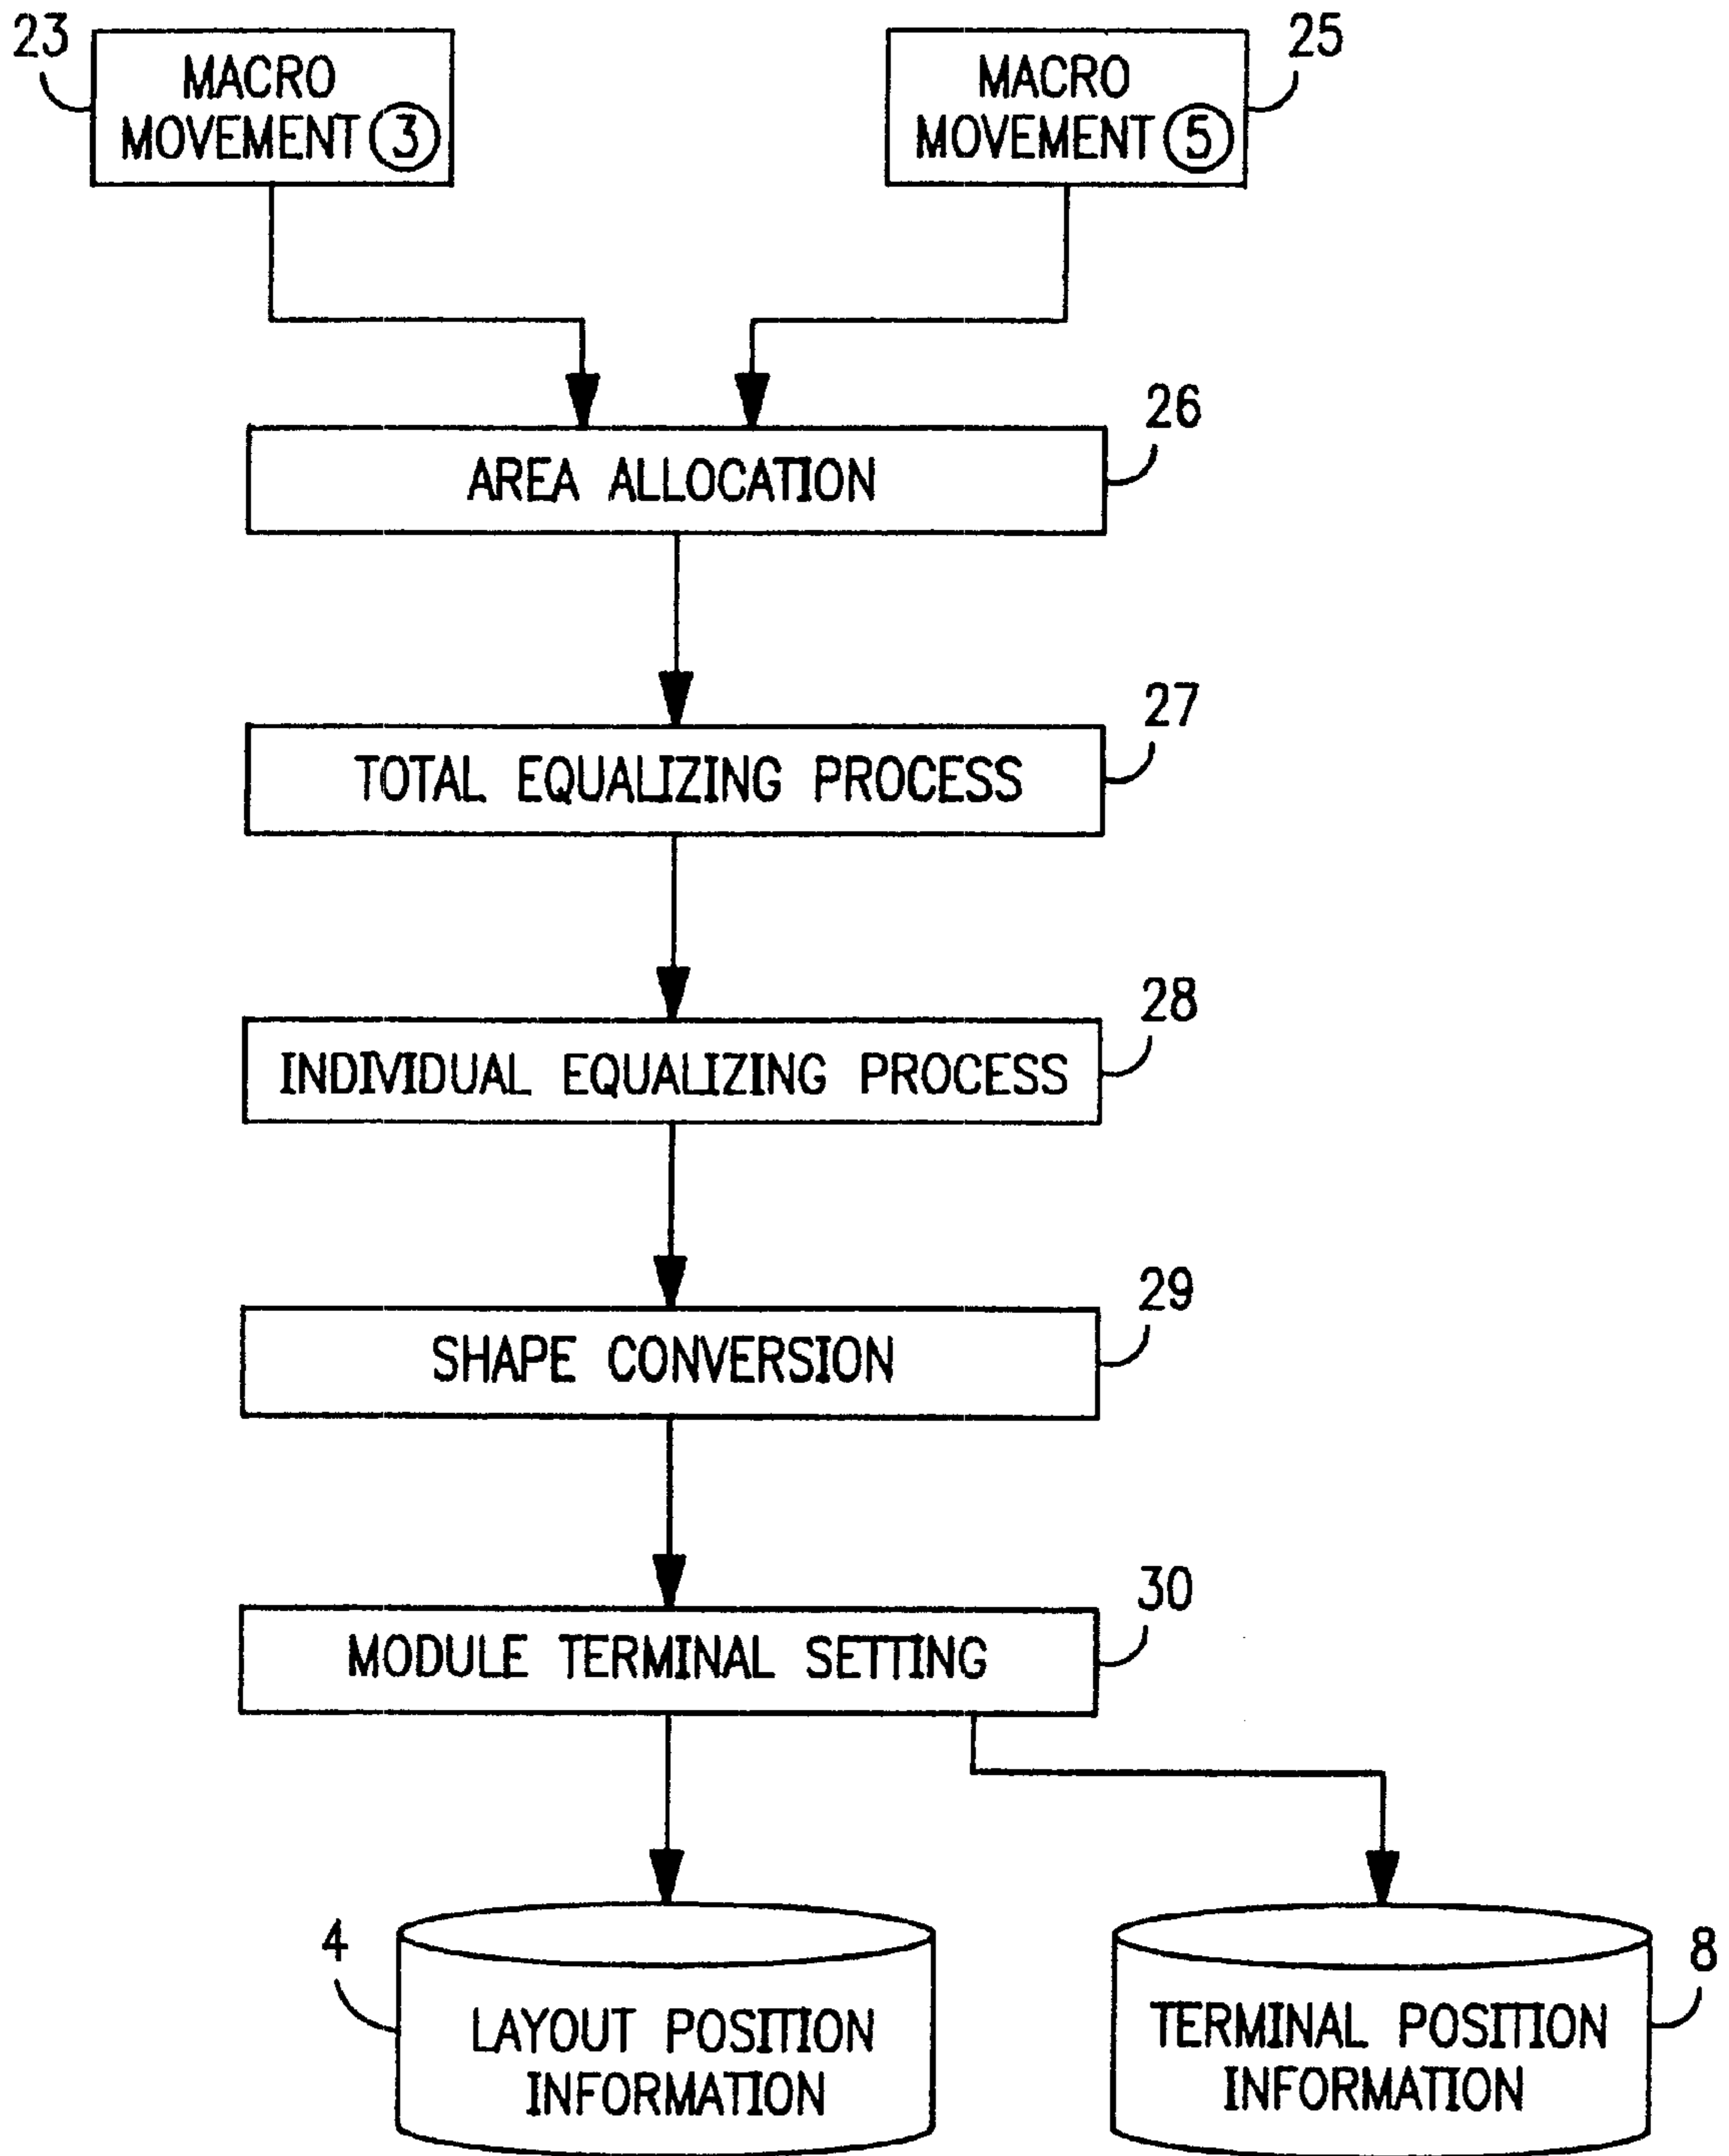 23
MACRO
MOVEMENT ③
25
MACRO
MOVEMENT ⑤
26
AREA ALLOCATION
27
TOTAL EQUALIZING PROCESS
28
INDIVIDUAL EQUALIZING PROCESS
29
SHAPE CONVERSION
30
MODULE TERMINAL SETTING
4
LAYOUT POSITION
INFORMATION
8
TERMINAL POSITION
INFORMATION